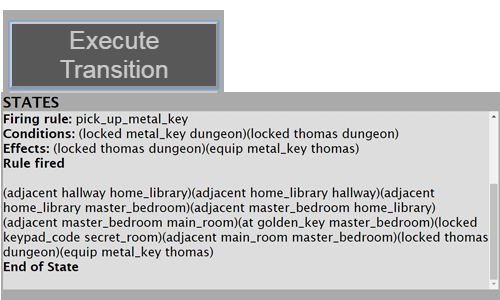 Execute
Transition
STATES
Firing rule: pick_up_metal_key
Conditions: (locked metal_key dungeon)(locked thomas dungeon)
Effects: (locked thomas dungeon)(equip metal_key thomas)
Rule fired
(adjacent hallway home_library)(adjacent home_library hallway)(adjacent
home_library master_bedroom)(adjacent master_bedroom home_library)
(adjacent master_bedroom main_room)(at golden_key master_bedroom)(locked
keypad_code secret_room)(adjacent main_room master_bedroom)(locked thomas
dungeon)(equip metal_key thomas)
End of State